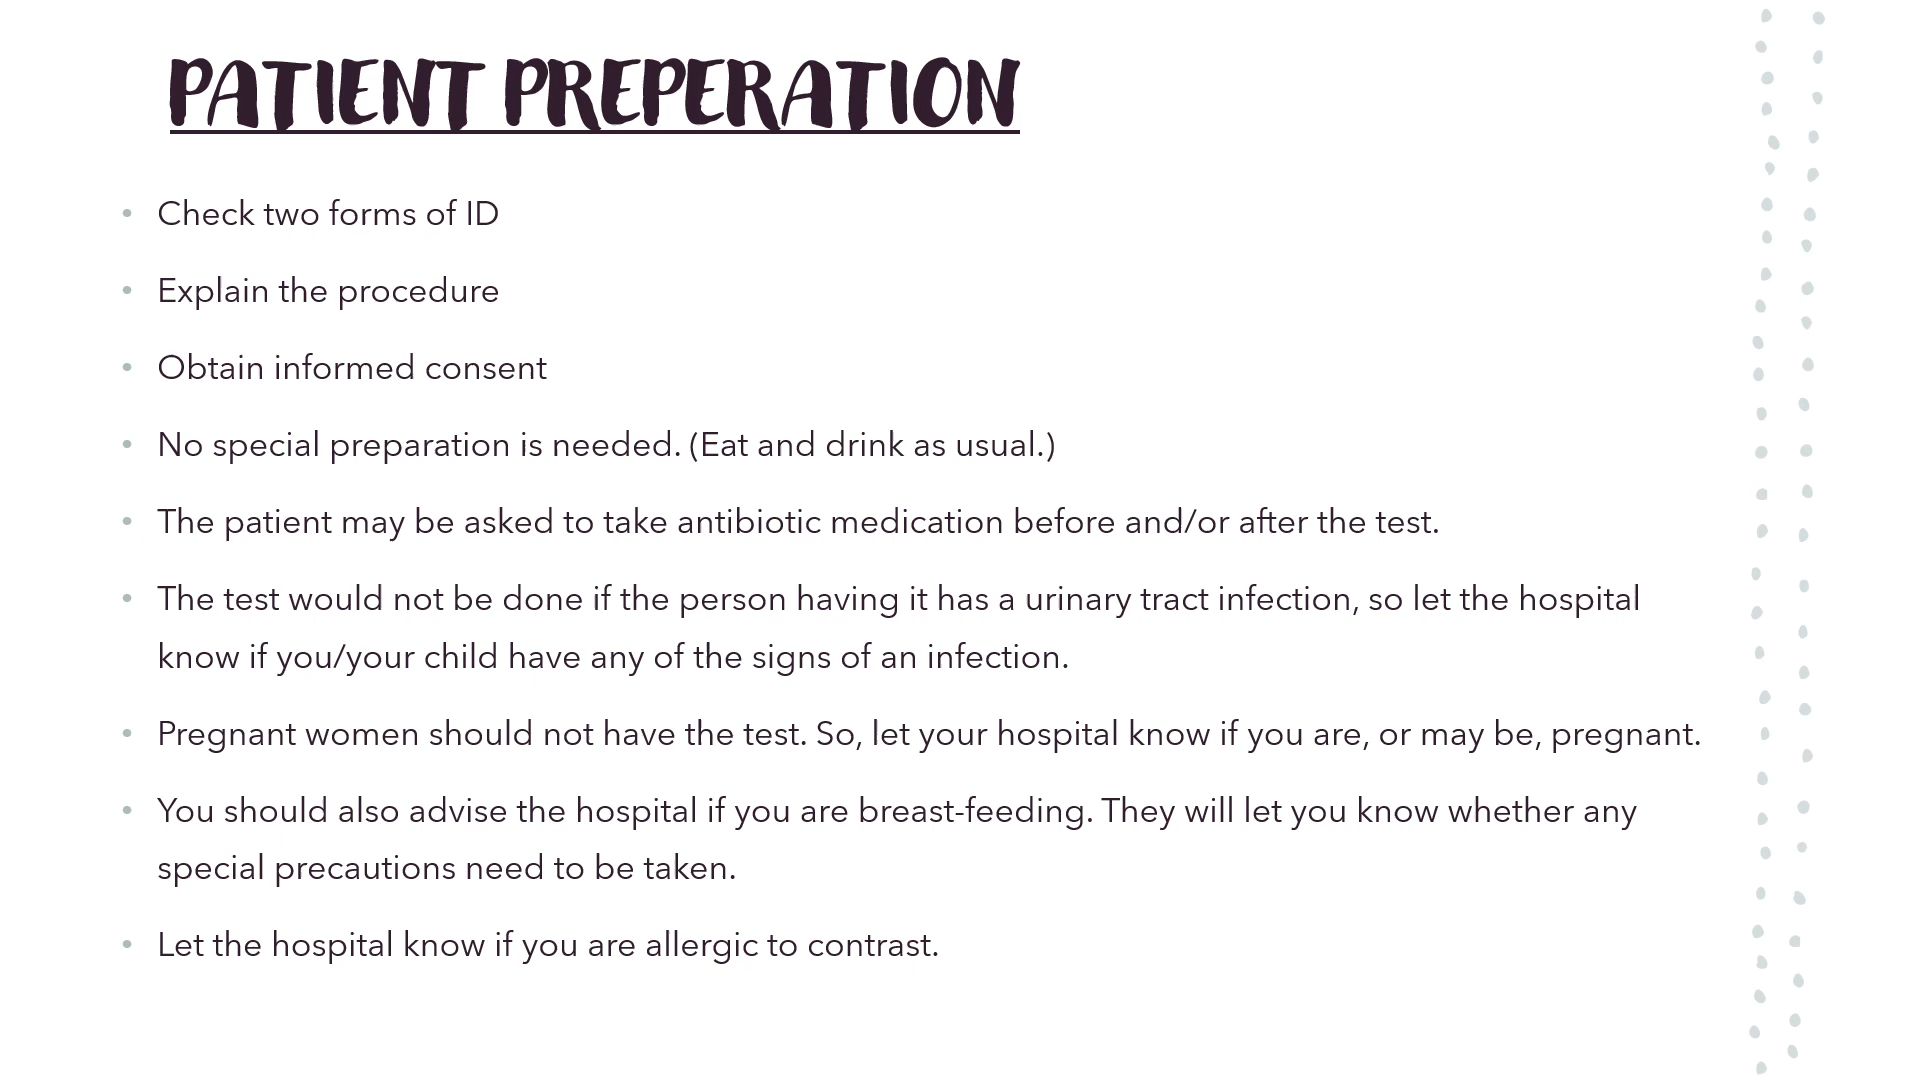 PATIENT PREPERATION
• Check two forms of ID
• Explain the procedure
• Obtain informed consent
• No special preparation is needed. (Eat and drink as usual.)
• The patient may be asked to take antibiotic medication before and/or after the test.
• The test would not be done if the person having it has a urinary tract infection, so let the hospital
know if you/your child have any of the signs of an infection.
• Pregnant women should not have the test. So, let your hospital know if you are, or may be, pregnant.
• You should also advise the hospital if you are breast-feeding. They will let you know whether any
special precautions need to be taken.
• Let the hospital know if you are allergic to contrast.